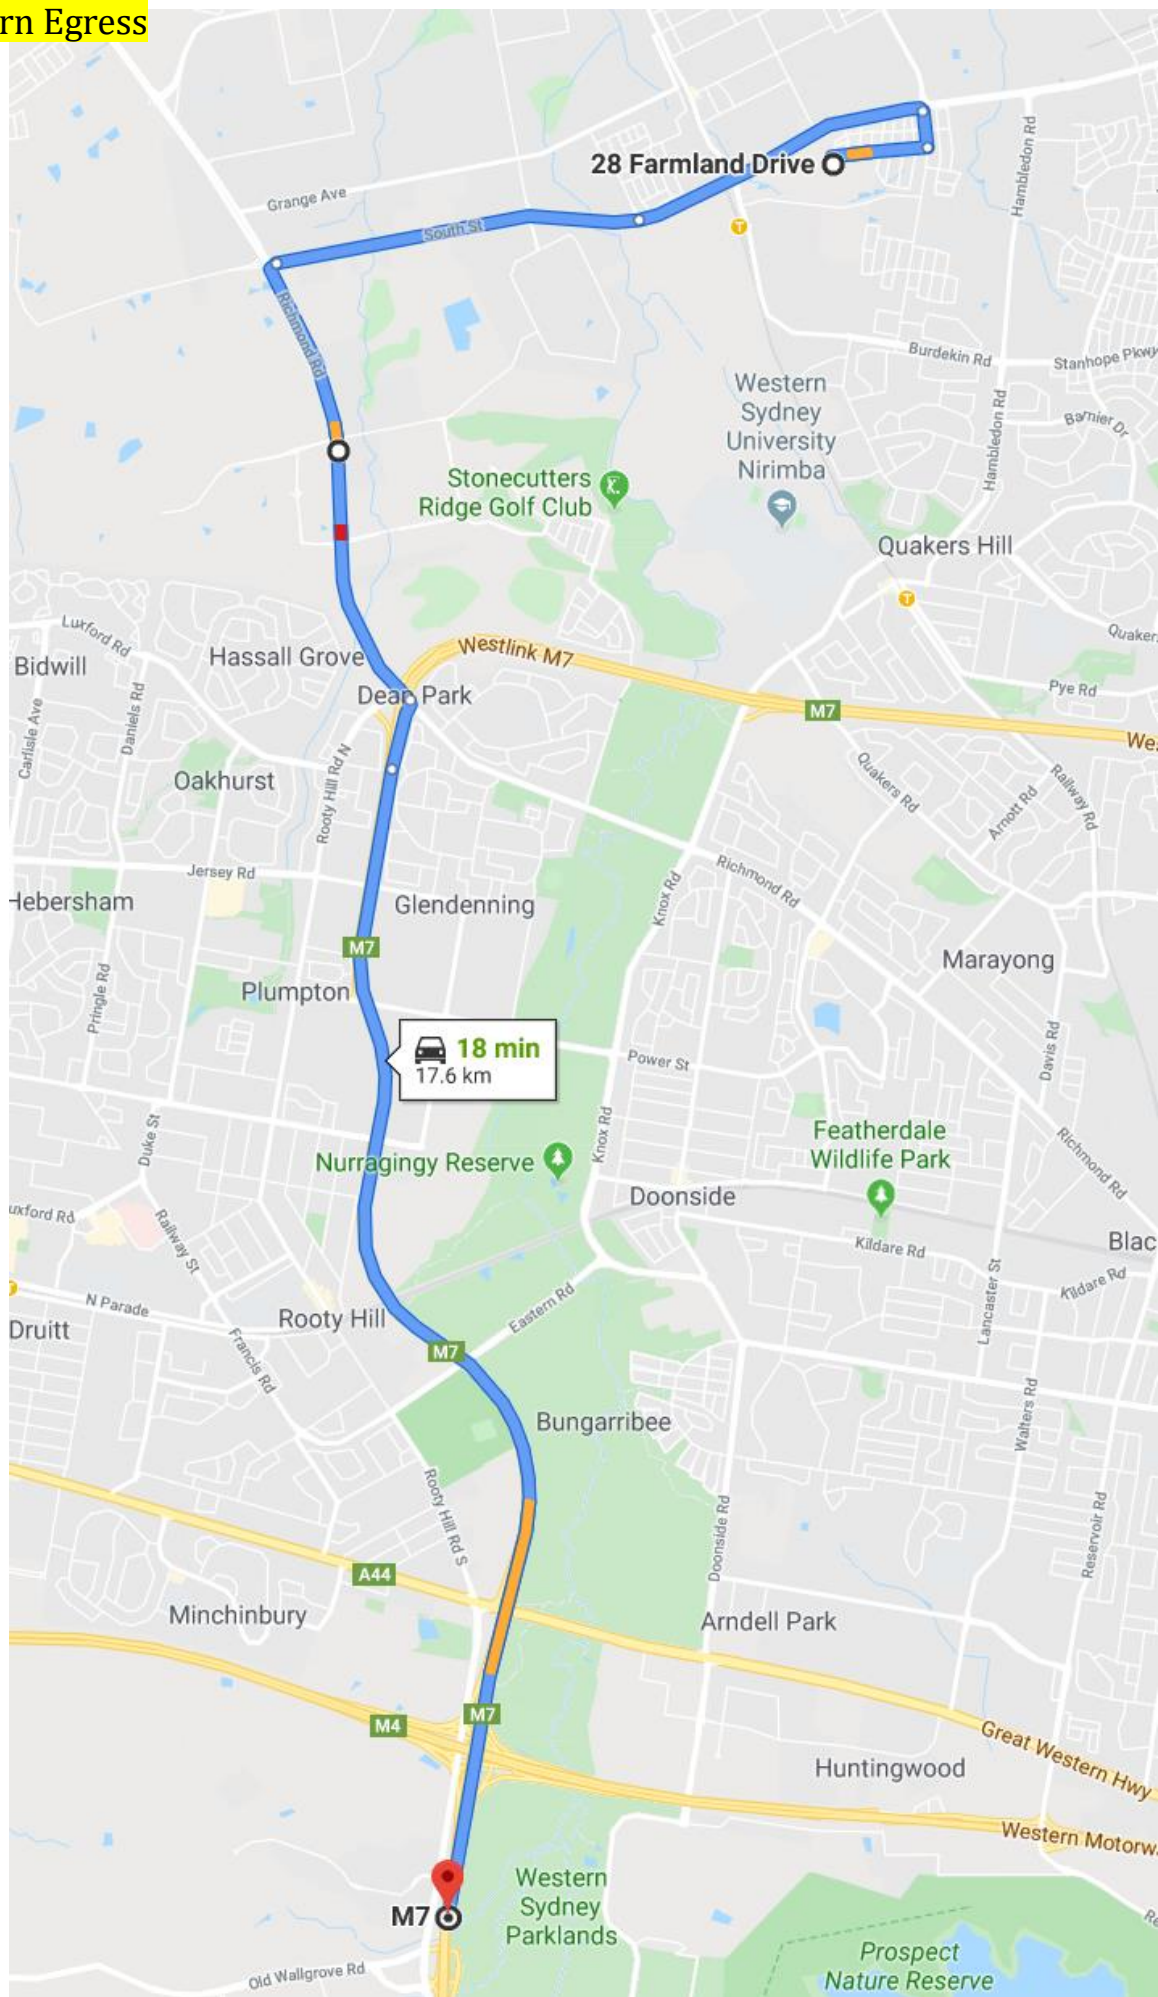 rn Egress
28 Farmland Drive
Hambledon Rd
Grange Ave
South St
Richmond Rd
Burdekin Rd
Stanhope Pkwy
Western
Sydney
University
Nirimba
Barnier Dr
Hambledon Rd
Stonecutters
Ridge Golf Club
Quakers Hill
Luxford Rd
Quaker
Hassall Grove
Westlink M7
Bidwill
Dean Park
Pye Rd
M7
Carlisle Ave
Daniels Rd
Wes
Oakhurst
Rooty Hill Rd N
Quakers Rd
Railway Rd
Arnott Rd
Jersey Rd
Richmond Rd
Hebersham
Glendenning
Knox Rd
M7
Marayong
Plumpton
Pringle Rd
18 min
17.6 km
Power St
Davis Rd
Duke St
Knox Rd
Featherdale
Wildlife Park
Nurragingy Reserve
Richmond Rd
Doonside
uxford Rd
Railway St
Kildare Rd
Blac
Kildare Rd
N Parade
Rooty Hill
Eastern Rd
Lancaster St
Druitt
Francis Rd
M7
Walters Rd
Bungarribee
Rooty Hill Rd S
Doonside Rd
Reservoir Rd
A44
Minchinbury
Arndell Park
M7
M4
Great Western Hwy
Huntingwood
Western Motorw
Western
Sydney
Parklands
M7
Re
Prospect
Nature Reserve
Old Wallgrove Rd